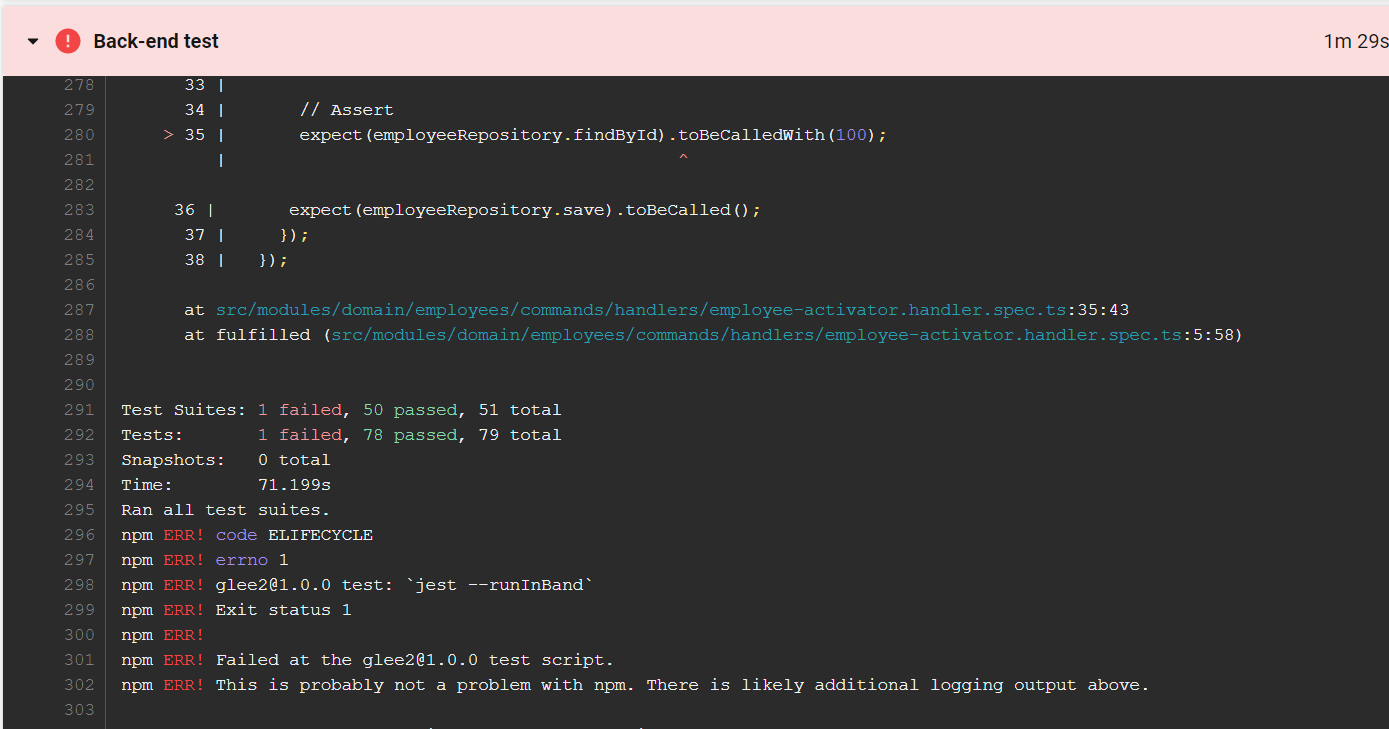 Back-end test
1m 29s
278 33 |
279 34 | // Assert
280 > 35 | expect(employeeRepository.findById).toBeCalledWith(100);
281 | ^
282
283 36 | expect(employeeRepository.save).toBeCalled();
284 37 | });
285 38 | });
286
287 at src/modules/domain/employees/commands/handlers/employee-activator.handler.spec.ts:35:43
288 at fulfilled (src/modules/domain/employees/commands/handlers/employee-activator.handler.spec.ts:5:58)
289
290
291 Test Suites: 1 failed, 50 passed, 51 total
292 Tests: 1 failed, 78 passed, 79 total
293 Snapshots: 0 total
294 Time: 71.199s
295 Ran all test suites.
296 npm ERR! code ELIFECYCLE
297 npm ERR! errno 1
298 npm ERR! glee2@1.0.0 test: `jest --runInBand`
299 npm ERR! Exit status 1
300 npm ERR!
301 npm ERR! Failed at the glee2@1.0.0 test script.
302 npm ERR! This is probably not a problem with npm. There is likely additional logging output above.
303